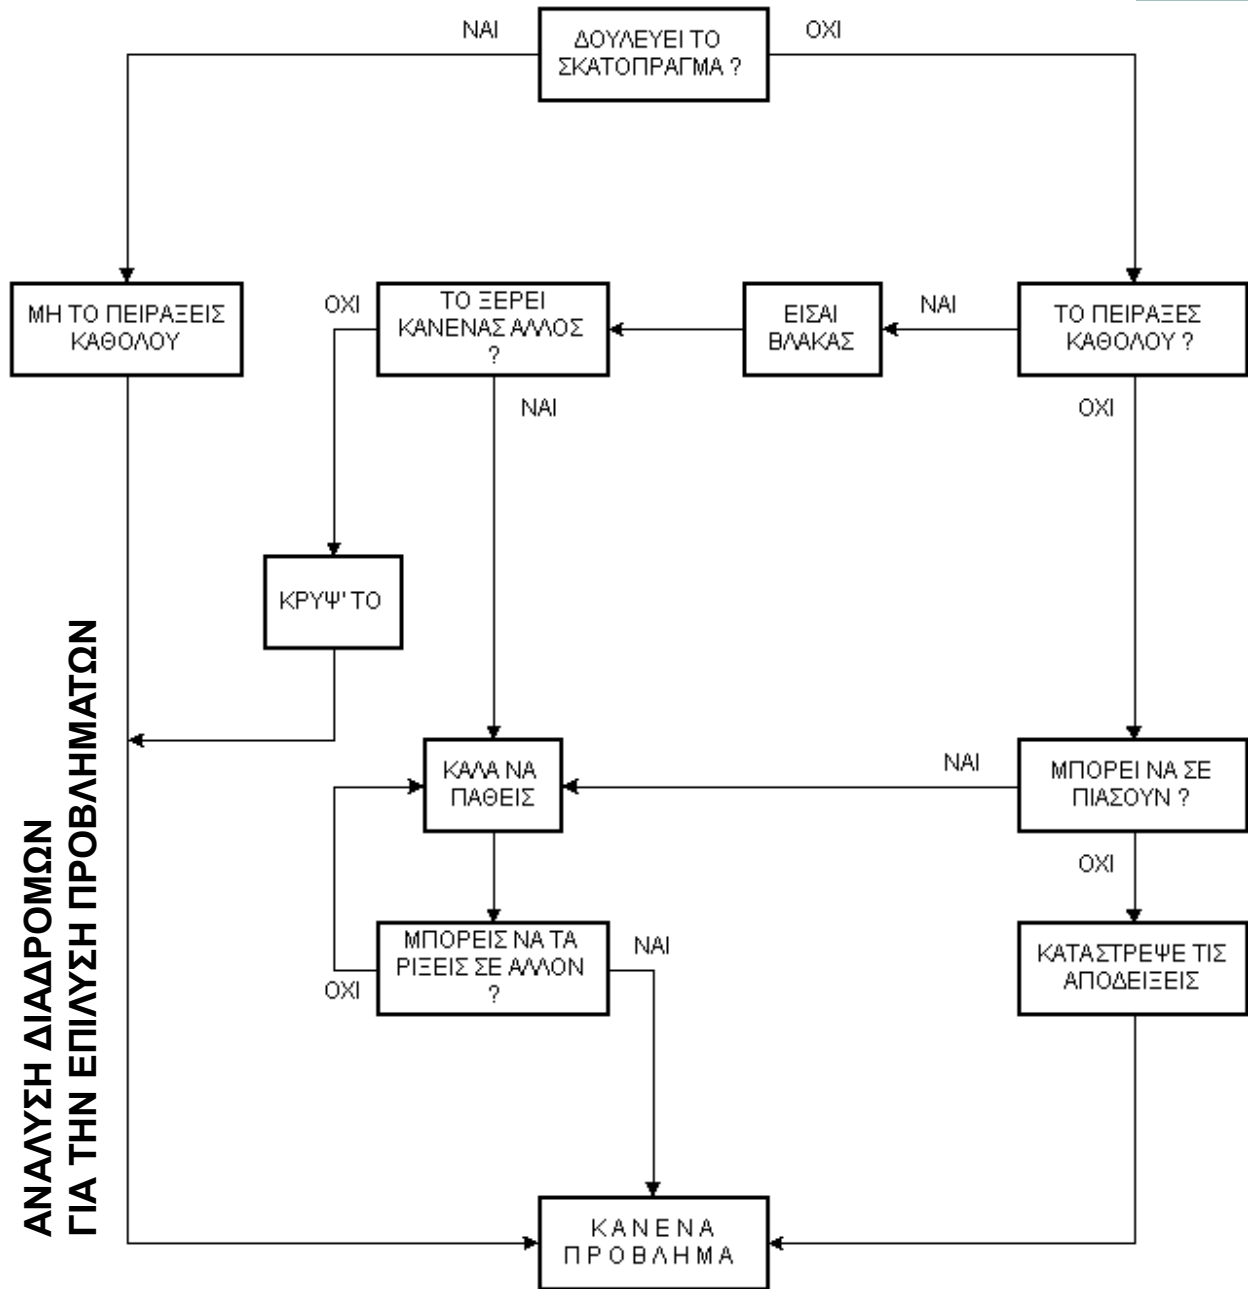 ΝΑΙ
ΔΟΥΛΕΥΕΙ ΤΟ
ΣΚΑΤΟΠΡΑΓΜΑ ?
ΟΧΙ
ΜΗ ΤΟ ΠΕΙΡΑΞΕΙΣ
ΚΑΘΟΛΟΥ
ΟΧΙ
ΤΟ ΞΕΡΕΙ
ΚΑΝΕΝΑΣ ΑΛΛΟΣ
?
ΝΑΙ
ΕΙΣΑΙ
ΒΛΑΚΑΣ
ΝΑΙ
ΤΟ ΠΕΙΡΑΞΕΣ
ΚΑΘΟΛΟΥ ?
ΟΧΙ
ΚΡΥΨ' ΤΟ
ΚΑΛΑ ΝΑ
ΠΑΘΕΙΣ
ΝΑΙ
ΜΠΟΡΕΙ ΝΑ ΣΕ
ΠΙΑΣΟΥΝ ?
ΟΧΙ
ΜΠΟΡΕΙΣ ΝΑ ΤΑ
ΡΙΞΕΙΣ ΣΕ ΑΛΛΟΝ
?
ΟΧΙ
ΝΑΙ
ΚΑΤΑΣΤΡΕΨΕ ΤΙΣ
ΑΠΟΔΕΙΞΕΙΣ
ΚΑΝΕΝΑ
ΠΡΟΒΛΗΜΑ
ΑΝΑΛΥΣΗ ΔΙΑΔΡΟΜΩΝ
ΓΙΑ ΤΗΝ ΕΠΙΛΥΣΗ ΠΡΟΒΛΗΜΑΤΩΝ